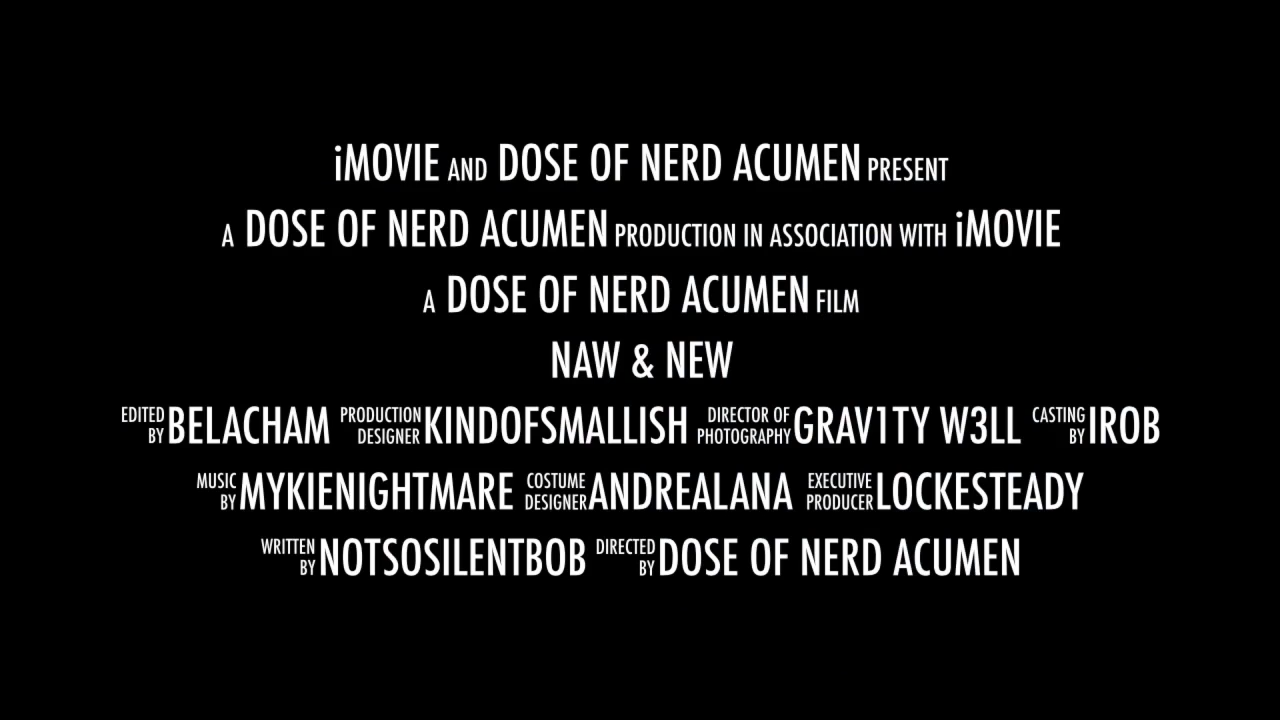 iMOVIE AND DOSE OF NERD ACUMEN PRESENT
A DOSE OF NERD ACUMEN PRODUCTION IN ASSOCIATION WITH iMOVIE
A DOSE OF NERD ACUMEN FILM
NAW & NEW
EDITED BY BELACHAM PRODUCTION DESIGNER KINDOFSMALLISH DIRECTOR OF PHOTOGRAPHY GRAV1TY W3LL CASTING BY IROB
MUSIC BY MYKIENIGHTMARE COSTUME DESIGNER ANDREALANA EXECUTIVE PRODUCER LOCKESTEADY
WRITTEN BY NOTSOSILENTBOB DIRECTED BY DOSE OF NERD ACUMEN